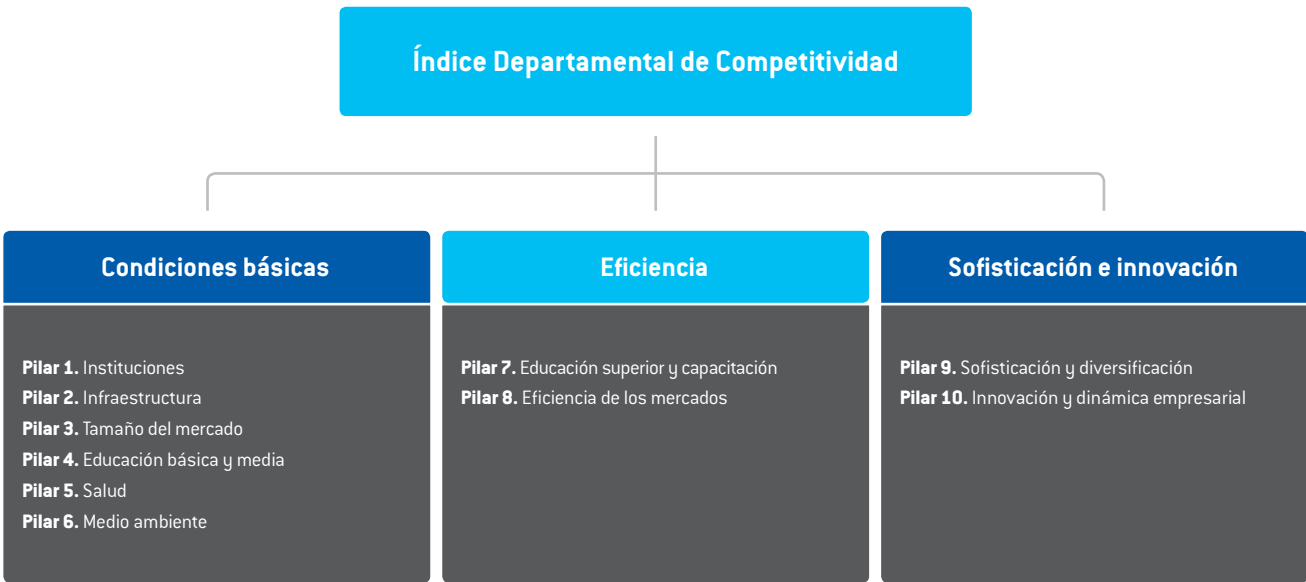 Índice Departamental de Competitividad
Condiciones básicas
Pilar 1. Instituciones
Pilar 2. Infraestructura
Pilar 3. Tamaño del mercado
Pilar 4. Educación básica y media
Pilar 5. Salud
Pilar 6. Medio ambiente
Eficiencia
Pilar 7. Educación superior y capacitación
Pilar 8. Eficiencia de los mercados
Sofisticación e innovación
Pilar 9. Sofisticación y diversificación
Pilar 10. Innovación y dinámica empresarial